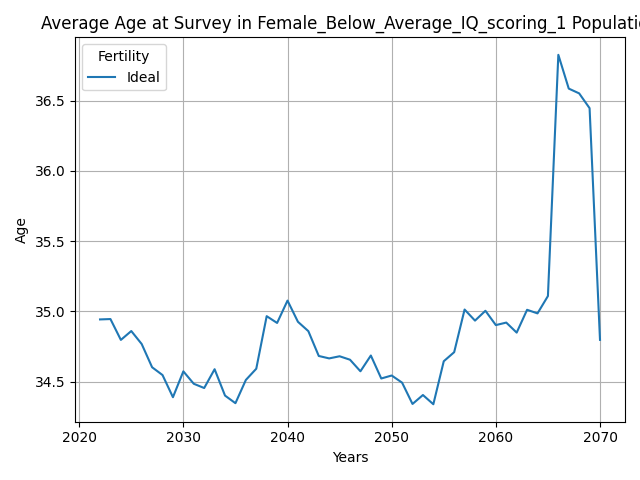 Average Age at Survey in Female_Below_Average_IQ_scoring_1 Populatio
Fertility
Ideal
36.5
36.0
35.5
35.0
34.5
Age
2020 2030 2040 2050 2060 2070
Years